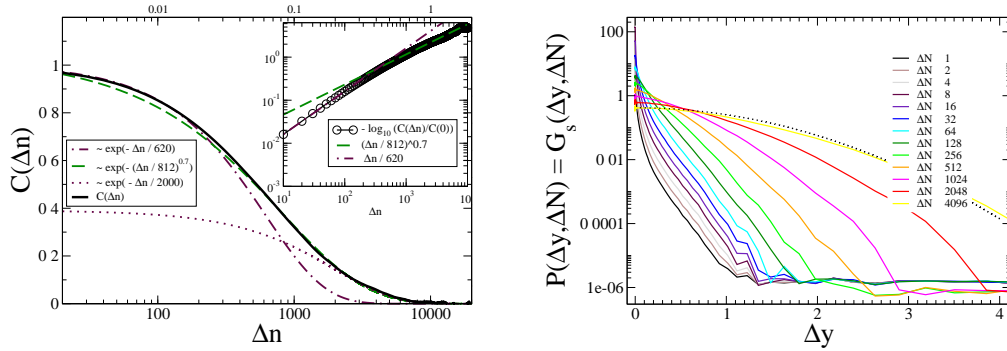 0.01 0.1 1
C(Δn)
1
0.8
0.6
0.4
0.2
0
100 1000 10000
Δn
~ exp(- Δn / 620)
~ exp(- (Δn / 812)^0.7)
~ exp( - Δn / 2000)
C(Δn)
10^0
10^-1
10^-2
10^1 10^2 10^3 10
Δn
- log10 (C(Δn)/C(0))
(Δn / 812)^0.7
Δn / 620
P(Δy,ΔN) = Gs(Δy,ΔN)
100
1
0 01
0 0001
1e-06
0 1 2 3 4
Δy
ΔN 1
ΔN 2
ΔN 4
ΔN 8
ΔN 16
ΔN 32
ΔN 64
ΔN 128
ΔN 256
ΔN 512
ΔN 1024
ΔN 2048
ΔN 4096